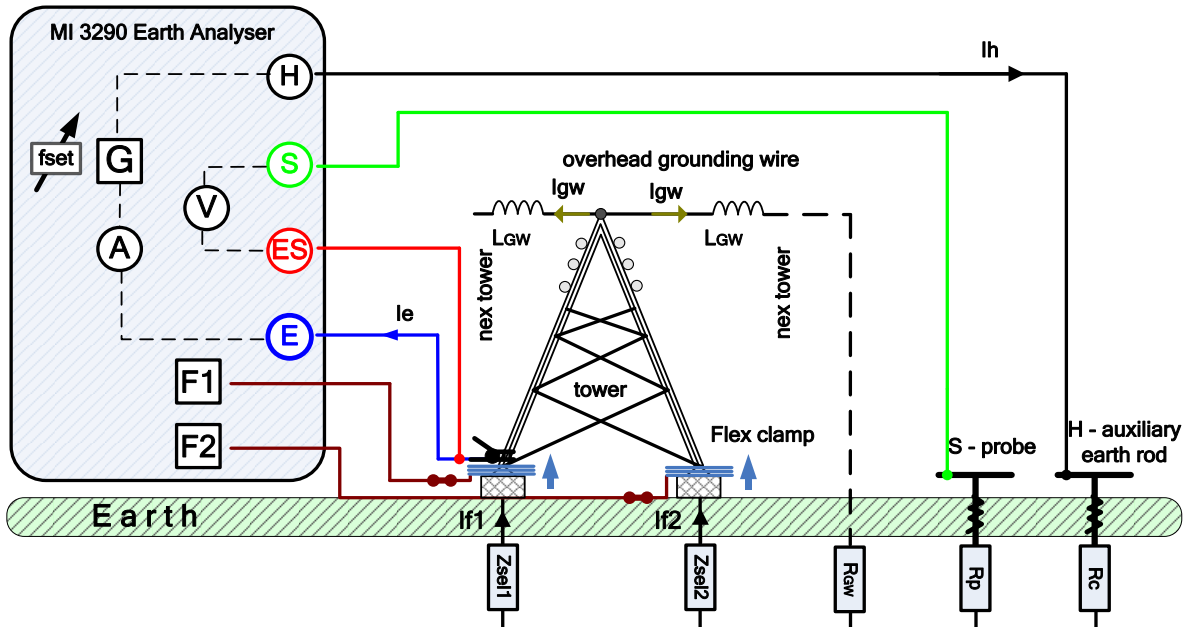 MI 3290 Earth Analyser
H
Ih
fset
G
S
overhead grounding wire
V
Igw
Igw
A
ES
LGW
LGW
nex tower
nex tower
E
Ie
F1
tower
F2
Flex clamp
S - probe
H - auxiliary
earth rod
Earth
If1
If2
Zsel1
Zsel2
RGW
Rp
Rc